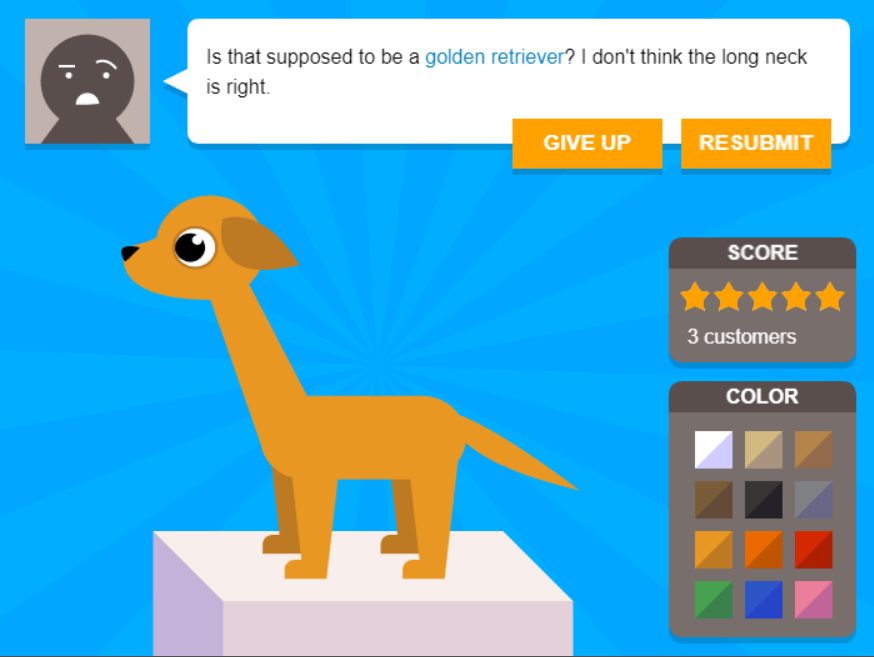 Is that supposed to be a golden retriever? I don't think the long neck
is right.
GIVE UP
RESUBMIT
SCORE
3 customers
COLOR